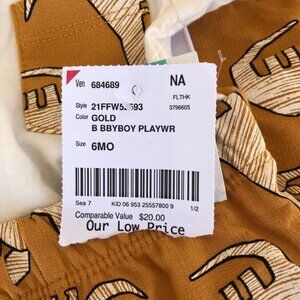 Ven 684689 NA
FLTHK
Style 21FFW5 593 3796605
Color GOLD
B BBYBOY PLAYWR
Size 6MO
Sea 7 KID 06 953 25557800 9 1/2
Comparable Value $20.00
Our Low Price